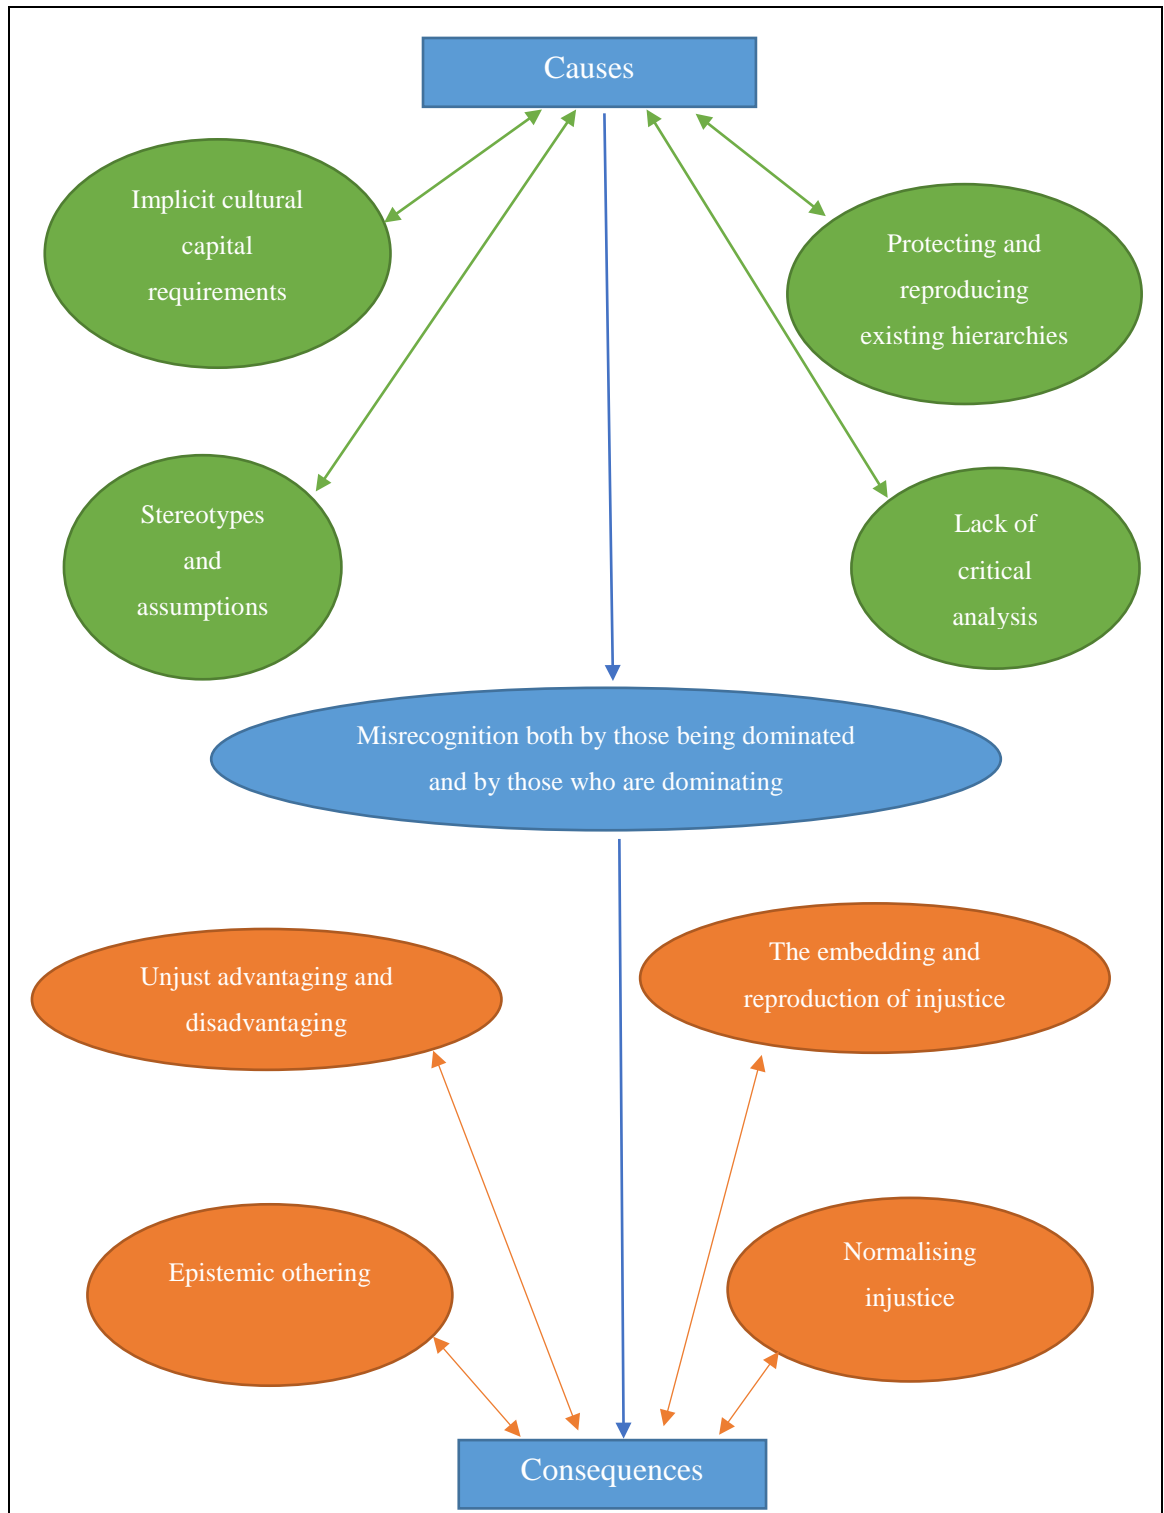 Causes
Implicit cultural
capital
requirements
Protecting and
reproducing
existing hierarchies
Stereotypes
and
assumptions
Lack of
critical
analysis
Misrecognition both by those being dominated
and by those who are dominating
Unjust advantaging and
disadvantaging
The embedding and
reproduction of injustice
Epistemic othering
Normalising
injustice
Consequences